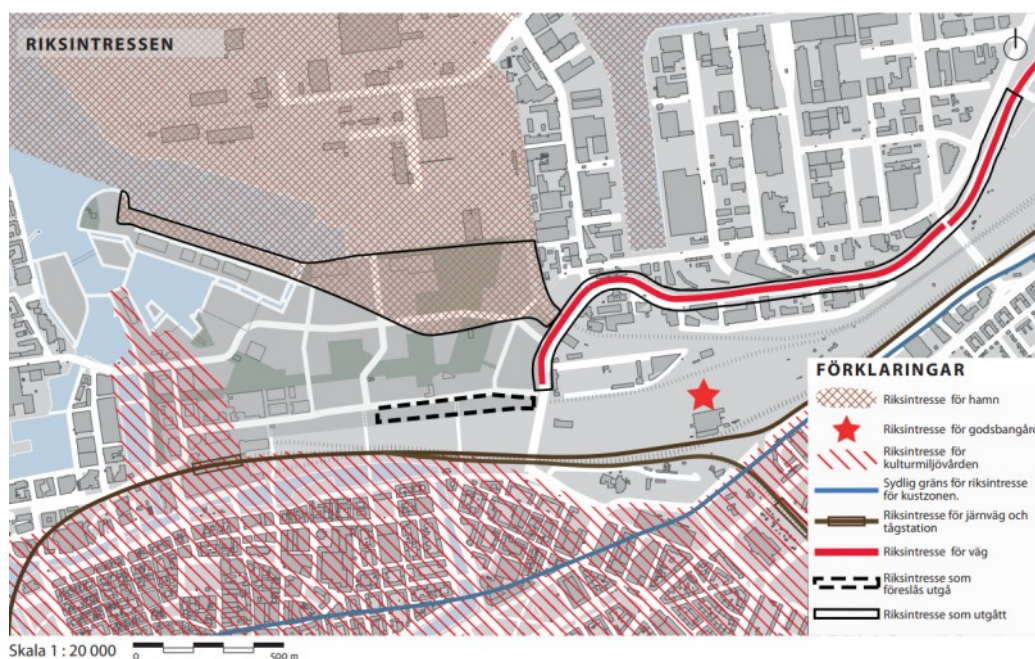 RIKSINTRESSEN
FÖRKLARINGAR
Riksintresse för hamn
Riksintresse för godsbangård
Riksintresse för
kulturmiljövården
Sydlig gräns för riksintresse
för kustzonen.
Riksintresse för järnväg och
tågstation
Riksintresse för väg
Riksintresse som
föreslås utgå
Riksintresse som utgått
Skala 1 : 20 000
0 500 m